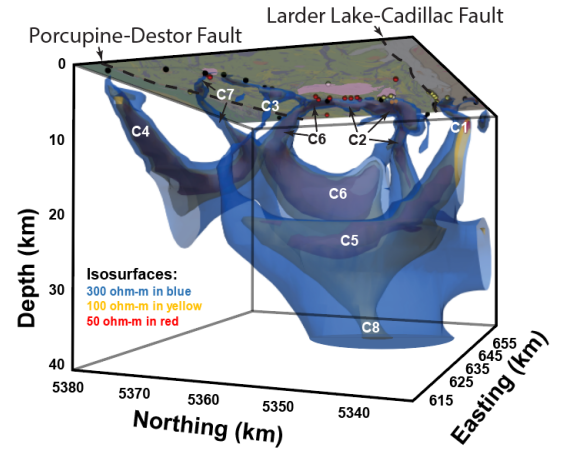 Larder Lake-Cadillac Fault
Porcupine-Destor Fault
0
C7
C3
C4
C1
10
C6
C2
C6
20
C5
Depth (km)
Isosurfaces:
300 ohm-m in blue
100 ohm-m in yellow
50 ohm-m in red
30
C8
40
5380
5370
5360
5350
5340
Northing (km)
615
625
635
645
655
Easting (km)